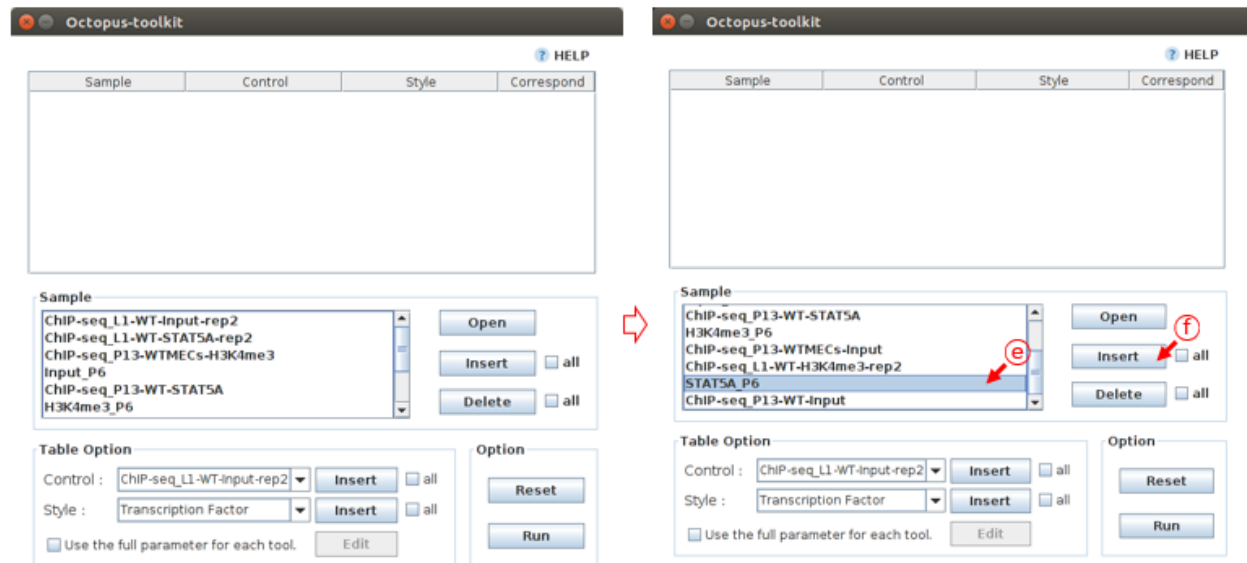 Octopus-toolkit
? HELP
Sample Control Style Correspond
Sample
ChIP-seq_L1-WT-Input-rep2
ChIP-seq_L1-WT-STAT5A-rep2
ChIP-seq_P13-WTMECs-H3K4me3
Input_P6
ChIP-seq_P13-WT-STAT5A
H3K4me3_P6
Open
Insert all
Delete all
Table Option
Control : ChIP-seq_L1-WT-Input-rep2 Insert all
Style : Transcription Factor Insert all
Use the full parameter for each tool. Edit
Option
Reset
Run
Octopus-toolkit
? HELP
Sample Control Style Correspond
Sample
ChIP-seq_P13-WT-STAT5A
H3K4me3_P6
ChIP-seq_P13-WTMECs-Input
ChIP-seq_L1-WT-H3K4me3-rep2
STAT5A_P6
ChIP-seq_P13-WT-Input
e
Open
f
Insert all
Delete all
Table Option
Control : ChIP-seq_L1-WT-Input-rep2 Insert all
Style : Transcription Factor Insert all
Use the full parameter for each tool. Edit
Option
Reset
Run